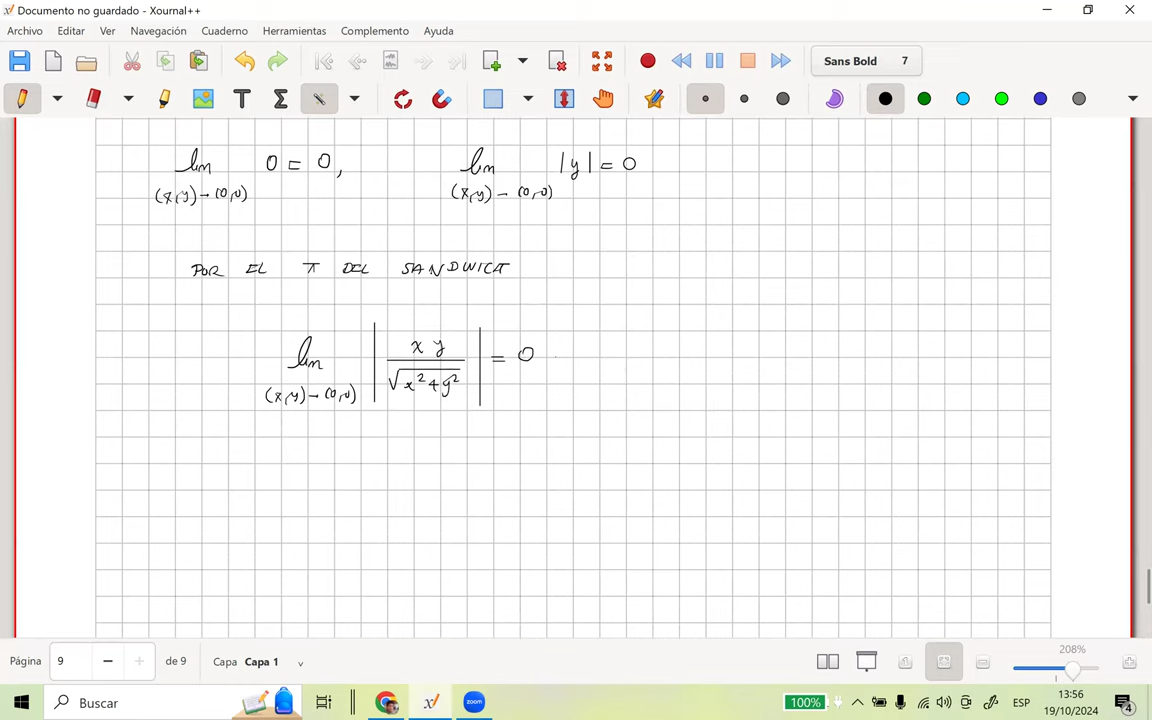 Documento no guardado - Xournal++
Archivo Editar Ver Navegación Cuaderno Herramientas Complemento Ayuda
Sans Bold 7
lim 0 = 0, lim |y| = 0
(x,y)→(0,0) (x,y)→(0,0)
POR EL T DEL SANDWICH
lim | x y / √x²+y² | = 0
(x,y)→(0,0)
Página 9 de 9 Capa Capa 1 208%
Buscar 100% ESP 13:56
19/10/2024 4